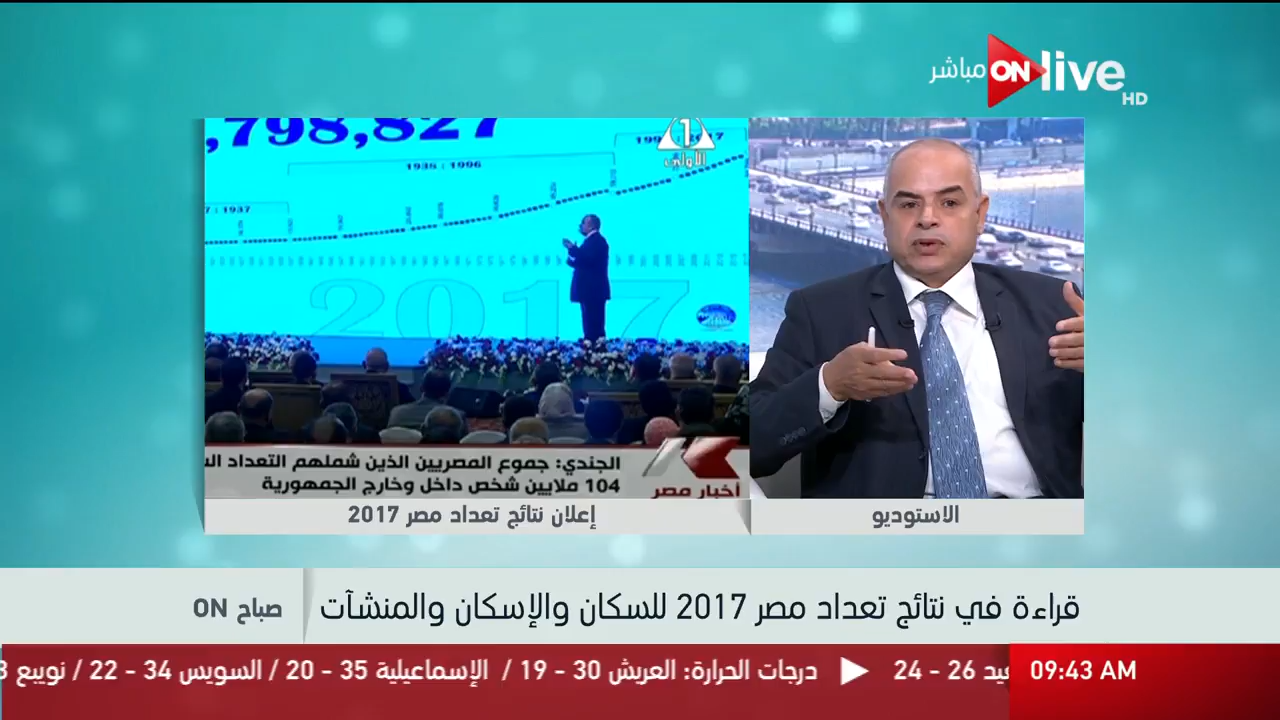 مباشر ON live HD
,798,827
1936 : 1996
الأولى
2017
الجندي: جموع المصريين الذين شملهم التعداد
104 ملايين شخص داخل وخارج الجمهورية
أخبار مصر
الاستوديو
إعلان نتائج تعداد مصر 2017
قراءة في نتائج تعداد مصر 2017 للسكان والإسكان والمنشآت
صباح ON
09:43 AM
26 - 24 درجات الحرارة: العريش 30 - 19 / الإسماعيلية 35 - 20 / السويس 34 - 22 / نويبع